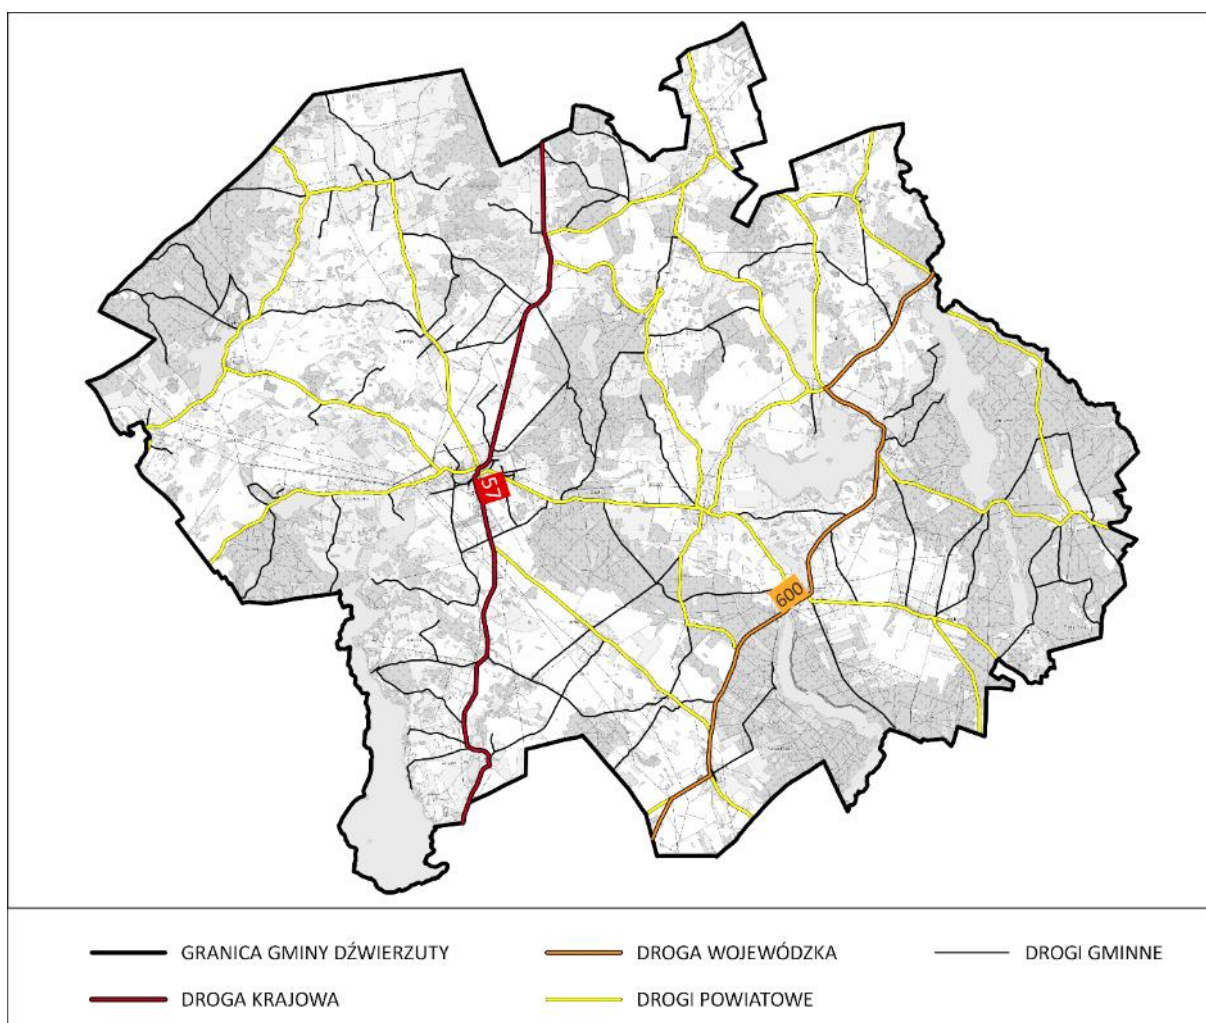 57
600
GRANICA GMINY DŹWIERZUTY
DROGA WOJEWÓDZKA
DROGI GMINNE
DROGA KRAJOWA
DROGI POWIATOWE